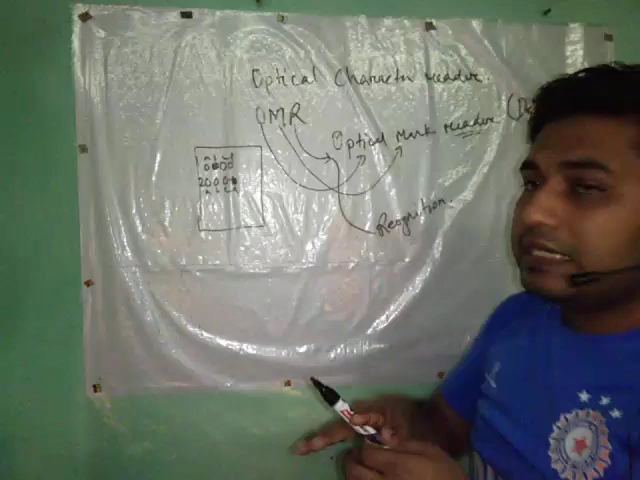 Optical Character reader.
OMR
Optical Mark reader
Recognition.